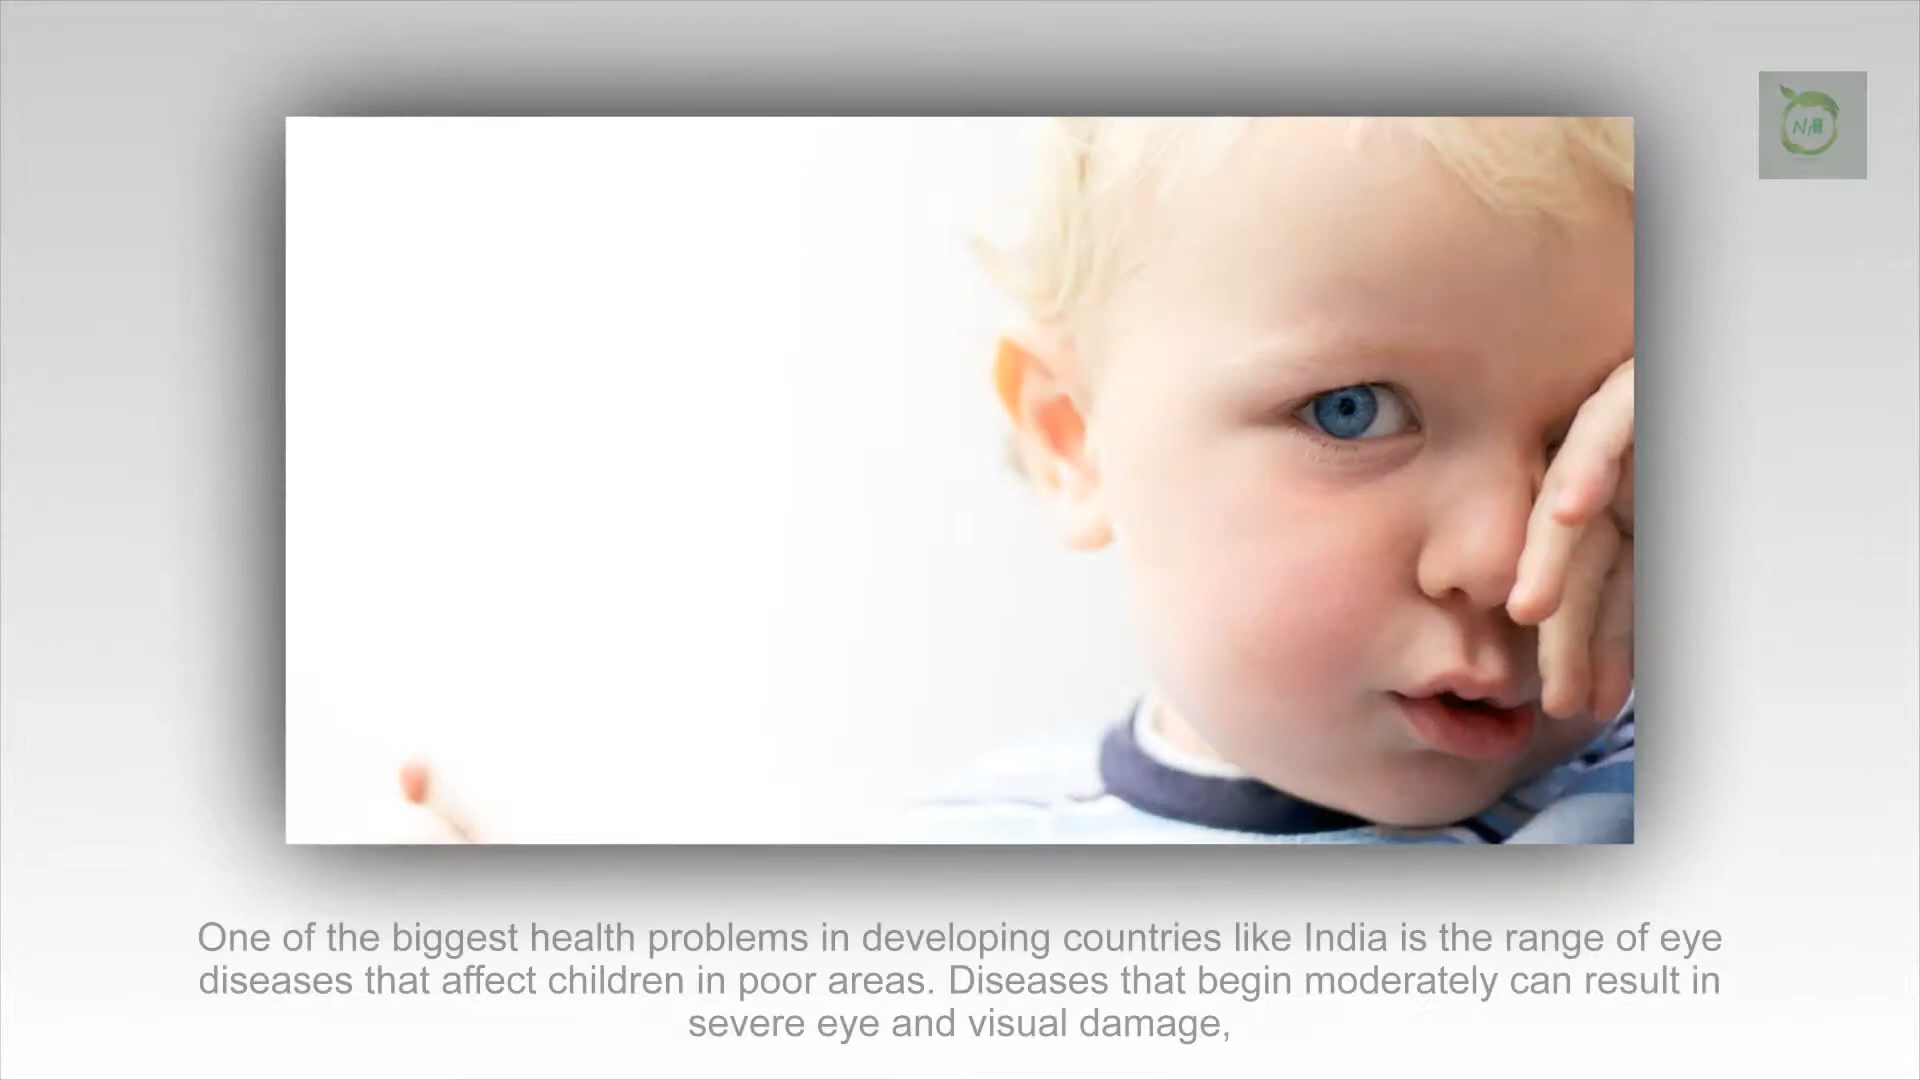 One of the biggest health problems in developing countries like India is the range of eye
diseases that affect children in poor areas. Diseases that begin moderately can result in
severe eye and visual damage,